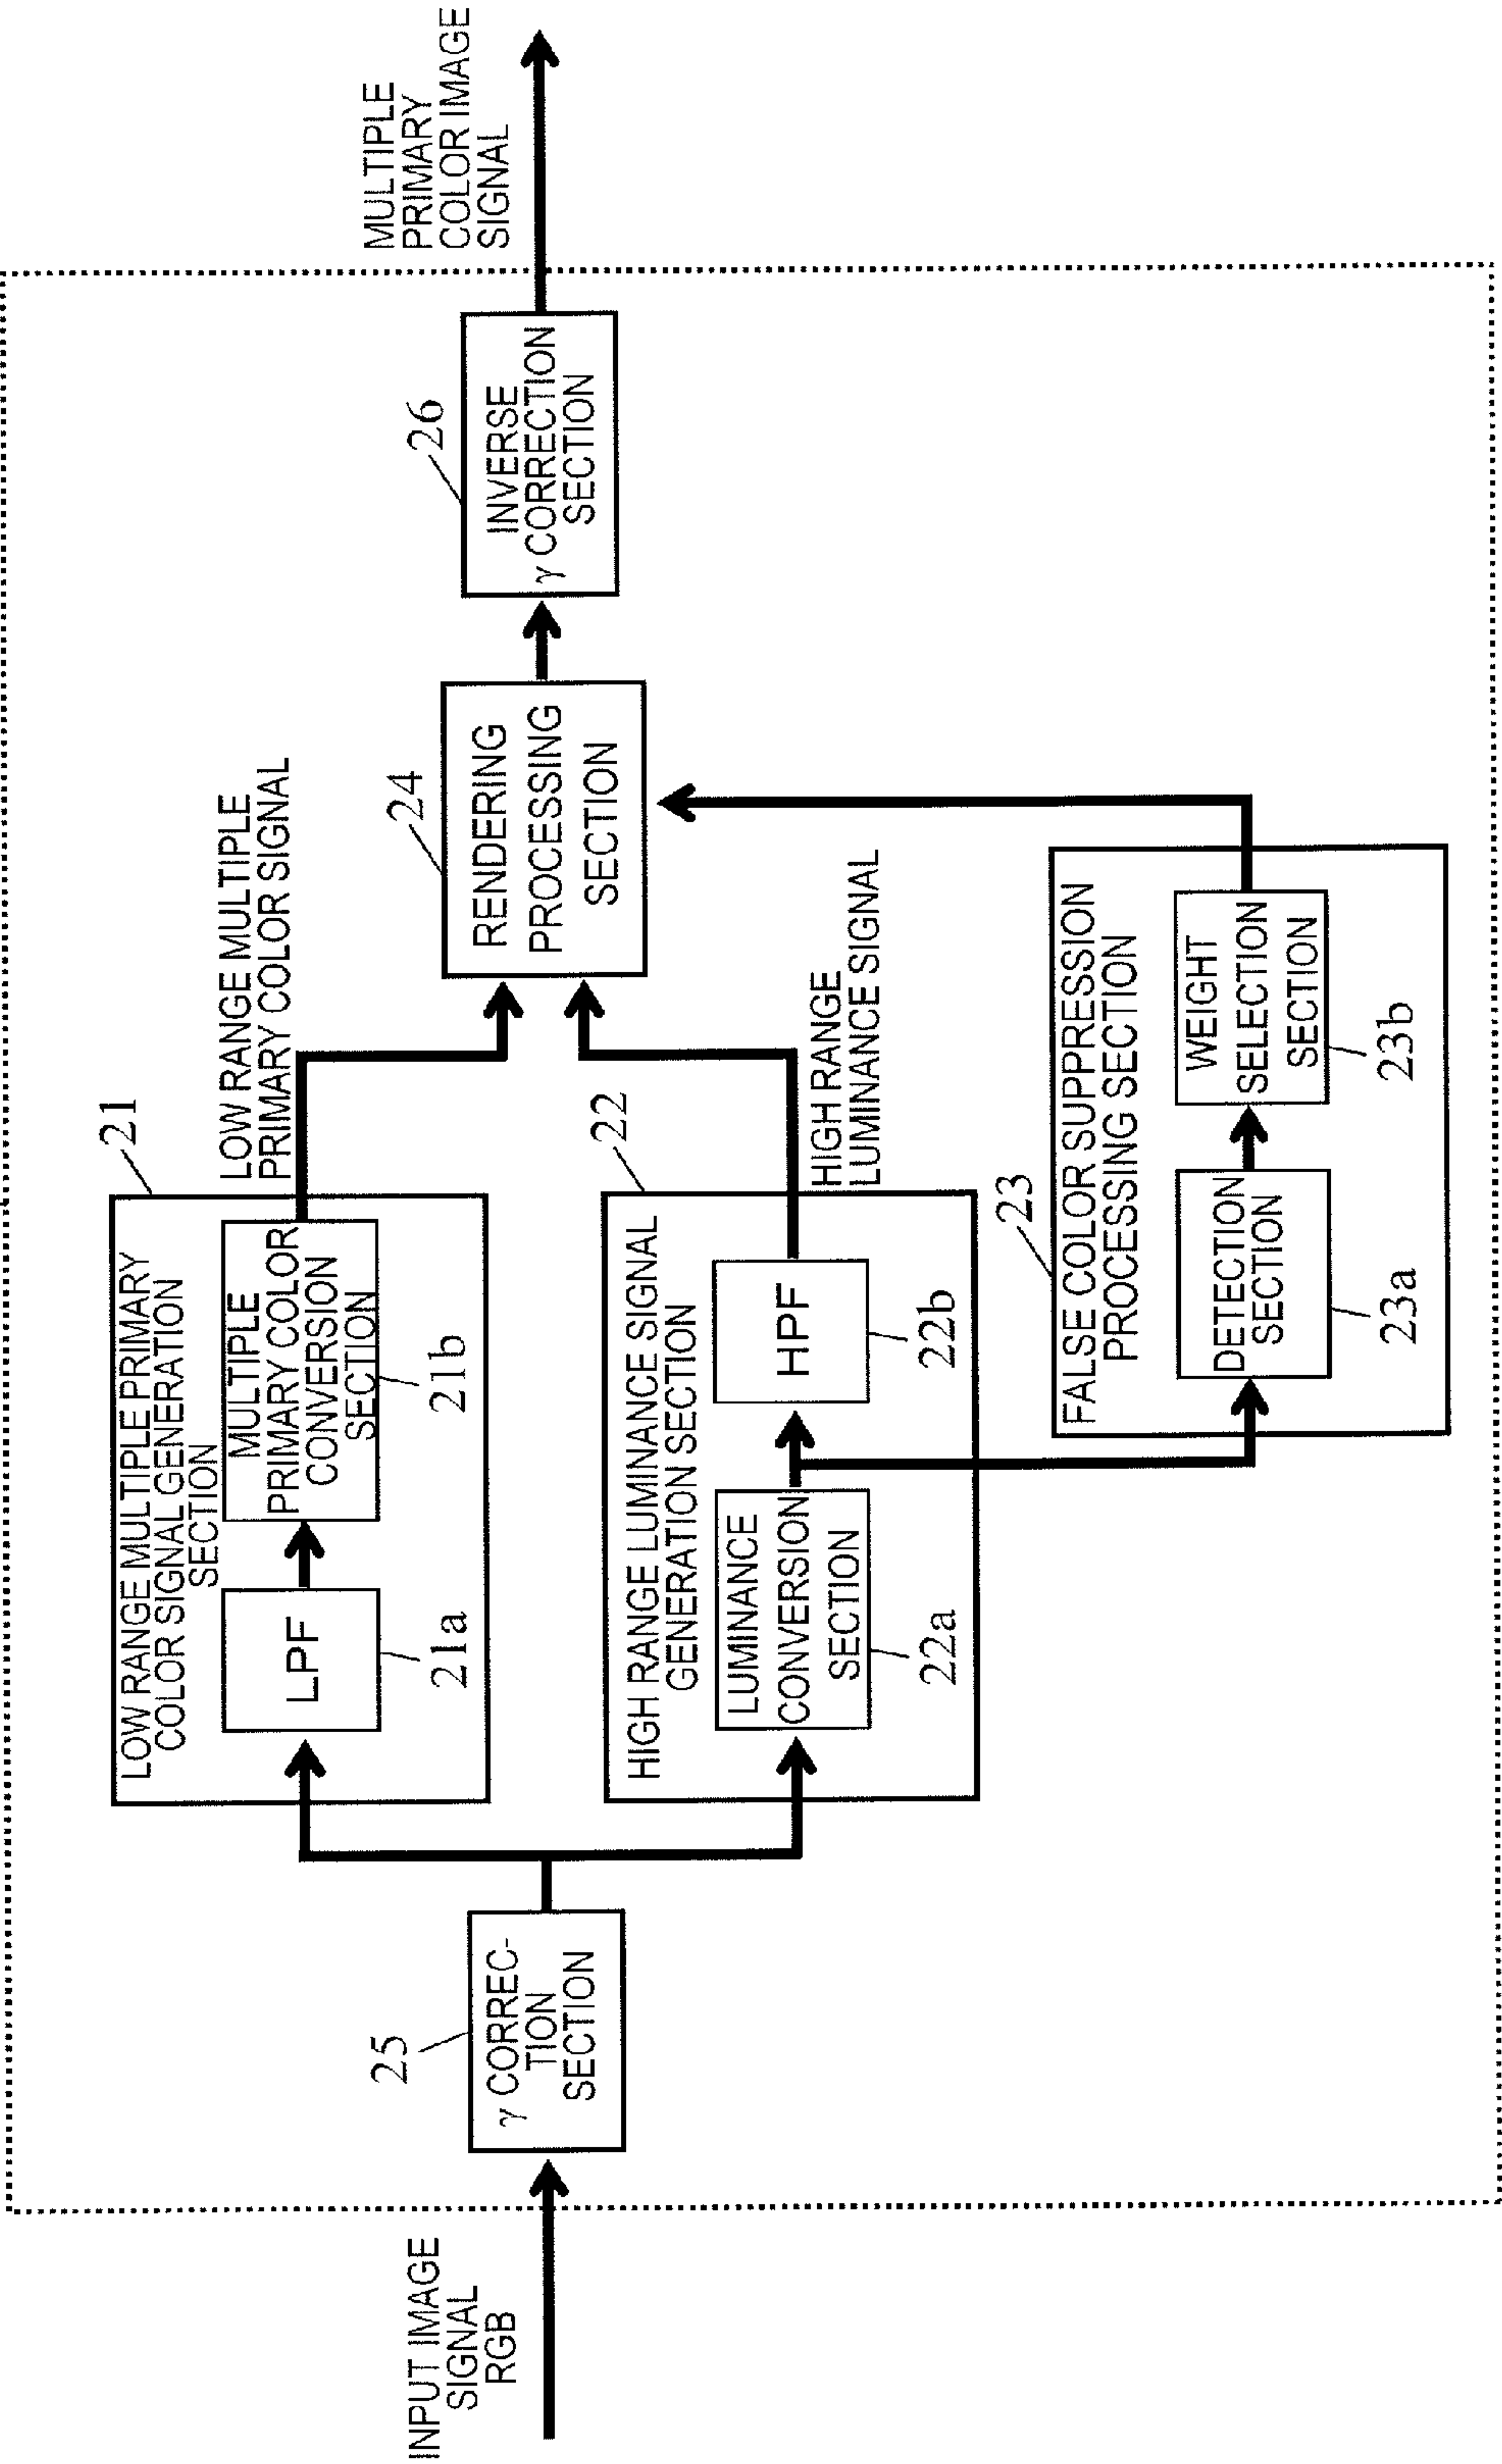 INPUT IMAGE
SIGNAL
RGB
25
γ CORREC-
TION
SECTION
21
LOW RANGE MULTIPLE PRIMARY
COLOR SIGNAL GENERATION
SECTION
LPF
21a
MULTIPLE
PRIMARY COLOR
CONVERSION
SECTION
21b
LOW RANGE MULTIPLE
PRIMARY COLOR SIGNAL
22
HIGH RANGE LUMINANCE SIGNAL
GENERATION SECTION
LUMINANCE
CONVERSION
SECTION
22a
HPF
22b
HIGH RANGE
LUMINANCE SIGNAL
23
FALSE COLOR SUPPRESSION
PROCESSING SECTION
DETECTION
SECTION
23a
WEIGHT
SELECTION
SECTION
23b
24
RENDERING
PROCESSING
SECTION
26
INVERSE
γ CORRECTION
SECTION
MULTIPLE
PRIMARY
COLOR IMAGE
SIGNAL